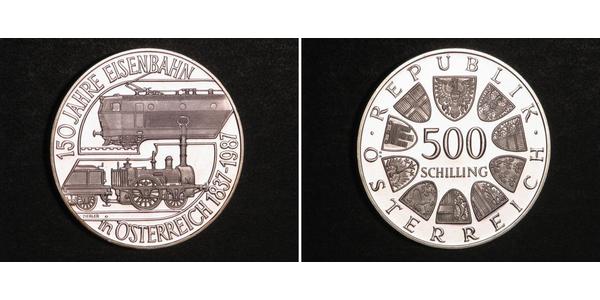 150 JAHRE EISENBAHN
in ÖSTERREICH 1837-1987
· REPUBLIK ·
500
SCHILLING
ÖSTERREICH